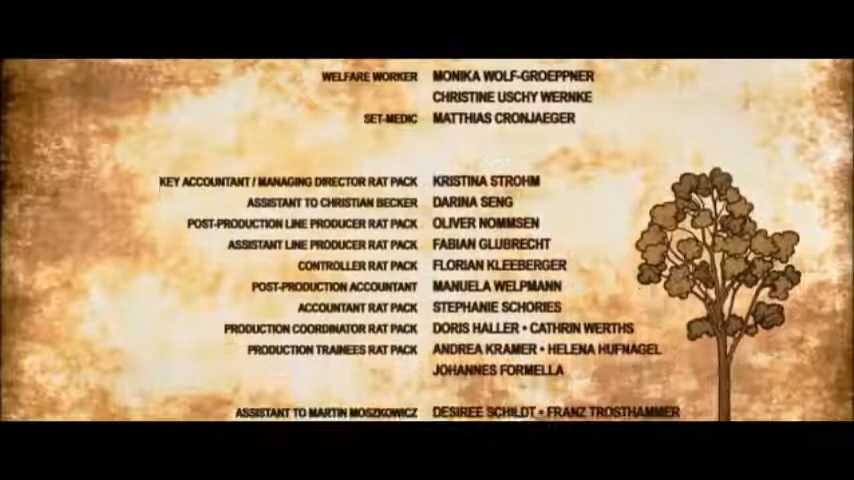 WELFARE WORKER MONIKA WOLF-GROEPPNER
CHRISTINE USCHY WERNKE
SET-MEDIC MATTHIAS CRONJAEGER
KEY ACCOUNTANT / MANAGING DIRECTOR RAT PACK KRISTINA STROHM
ASSISTANT TO CHRISTIAN BECKER DARINA SENG
POST-PRODUCTION LINE PRODUCER RAT PACK OLIVER NOMMSEN
ASSISTANT LINE PRODUCER RAT PACK FABIAN GLUBRECHT
CONTROLLER RAT PACK FLORIAN KLEEBERGER
POST-PRODUCTION ACCOUNTANT MANUELA WELPMANN
ACCOUNTANT RAT PACK STEPHANIE SCHORIES
PRODUCTION COORDINATOR RAT PACK DORIS HALLER • CATHRIN WERTHS
PRODUCTION TRAINEES RAT PACK ANDREA KRAMER • HELENA HUFNAGEL
JOHANNES FORMELLA
ASSISTANT TO MARTIN MOSZKOWICZ DESIREE SCHILDT • FRANZ TROSTHAMMER